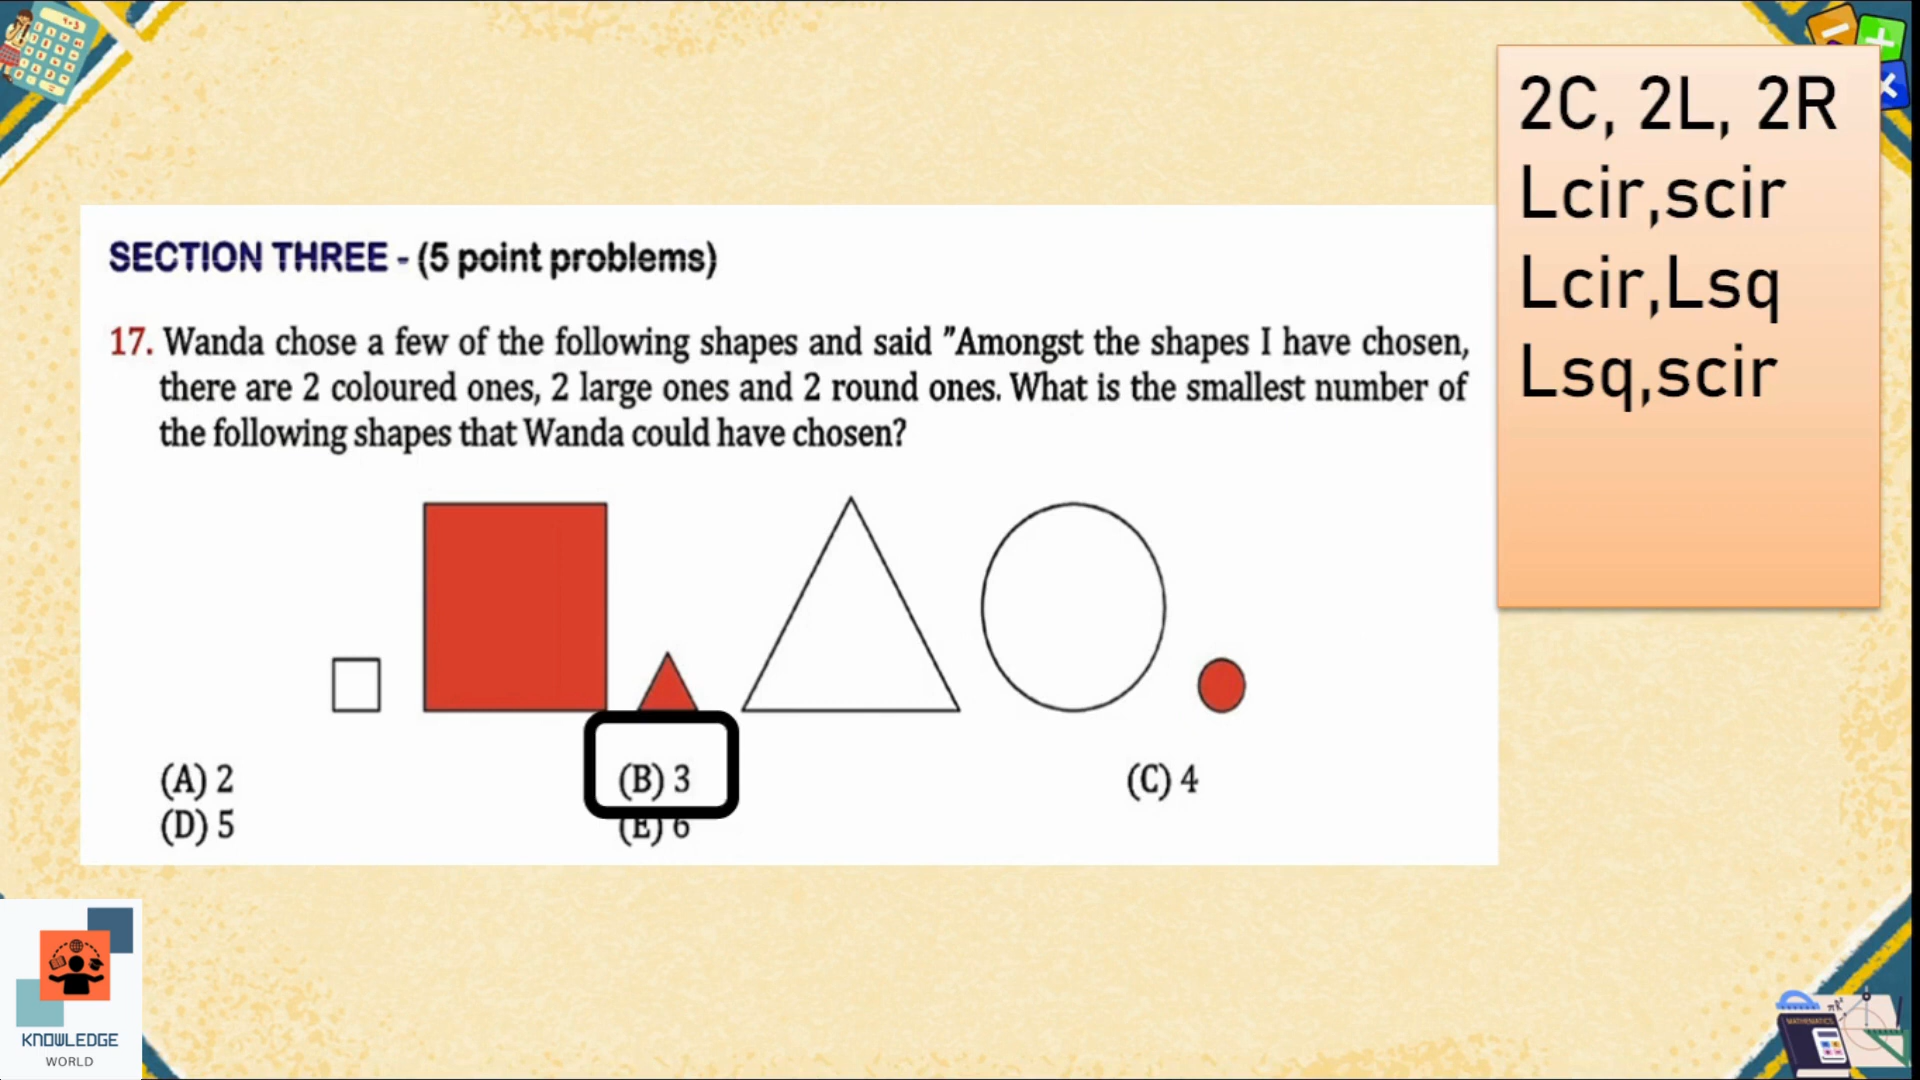 2C, 2L, 2R
Lcir,scir
Lcir,Lsq
Lsq,scir
SECTION THREE - (5 point problems)
17. Wanda chose a few of the following shapes and said ”Amongst the shapes I have chosen,
there are 2 coloured ones, 2 large ones and 2 round ones. What is the smallest number of
the following shapes that Wanda could have chosen?
(A) 2 (B) 3 (C) 4
(D) 5 (E) 6
KNOWLEDGE
WORLD
MATHEMATICS